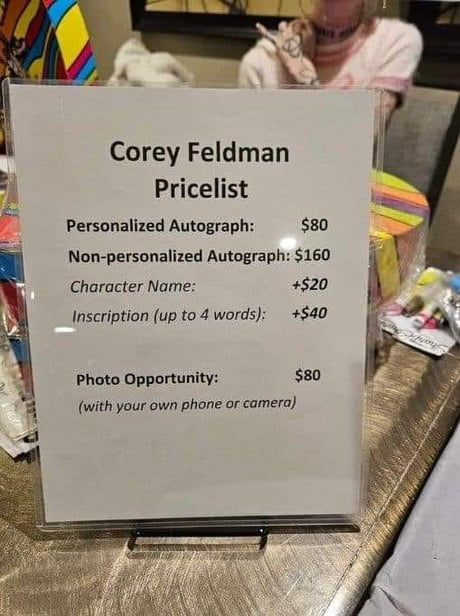 Corey Feldman
Pricelist
Personalized Autograph: $80
Non-personalized Autograph: $160
Character Name: +$20
Inscription (up to 4 words): +$40
Photo Opportunity: $80
(with your own phone or camera)